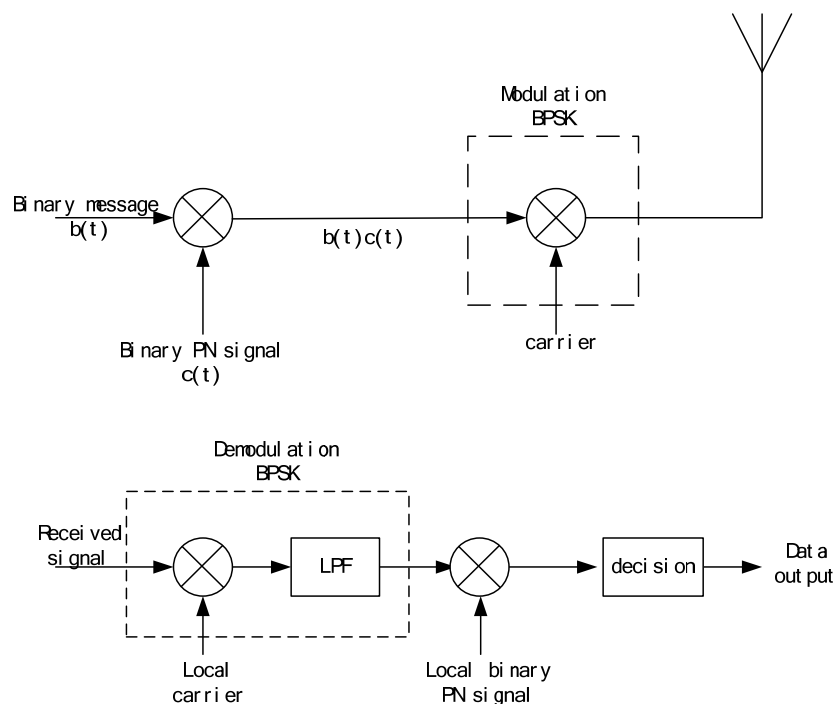 Modulation
BPSK
Binary message
b(t)
b(t)c(t)
Binary PN signal
c(t)
carrier
Demodulation
BPSK
Received
signal
LPF
decision
Data
output
Local
carrier
Local binary
PN signal